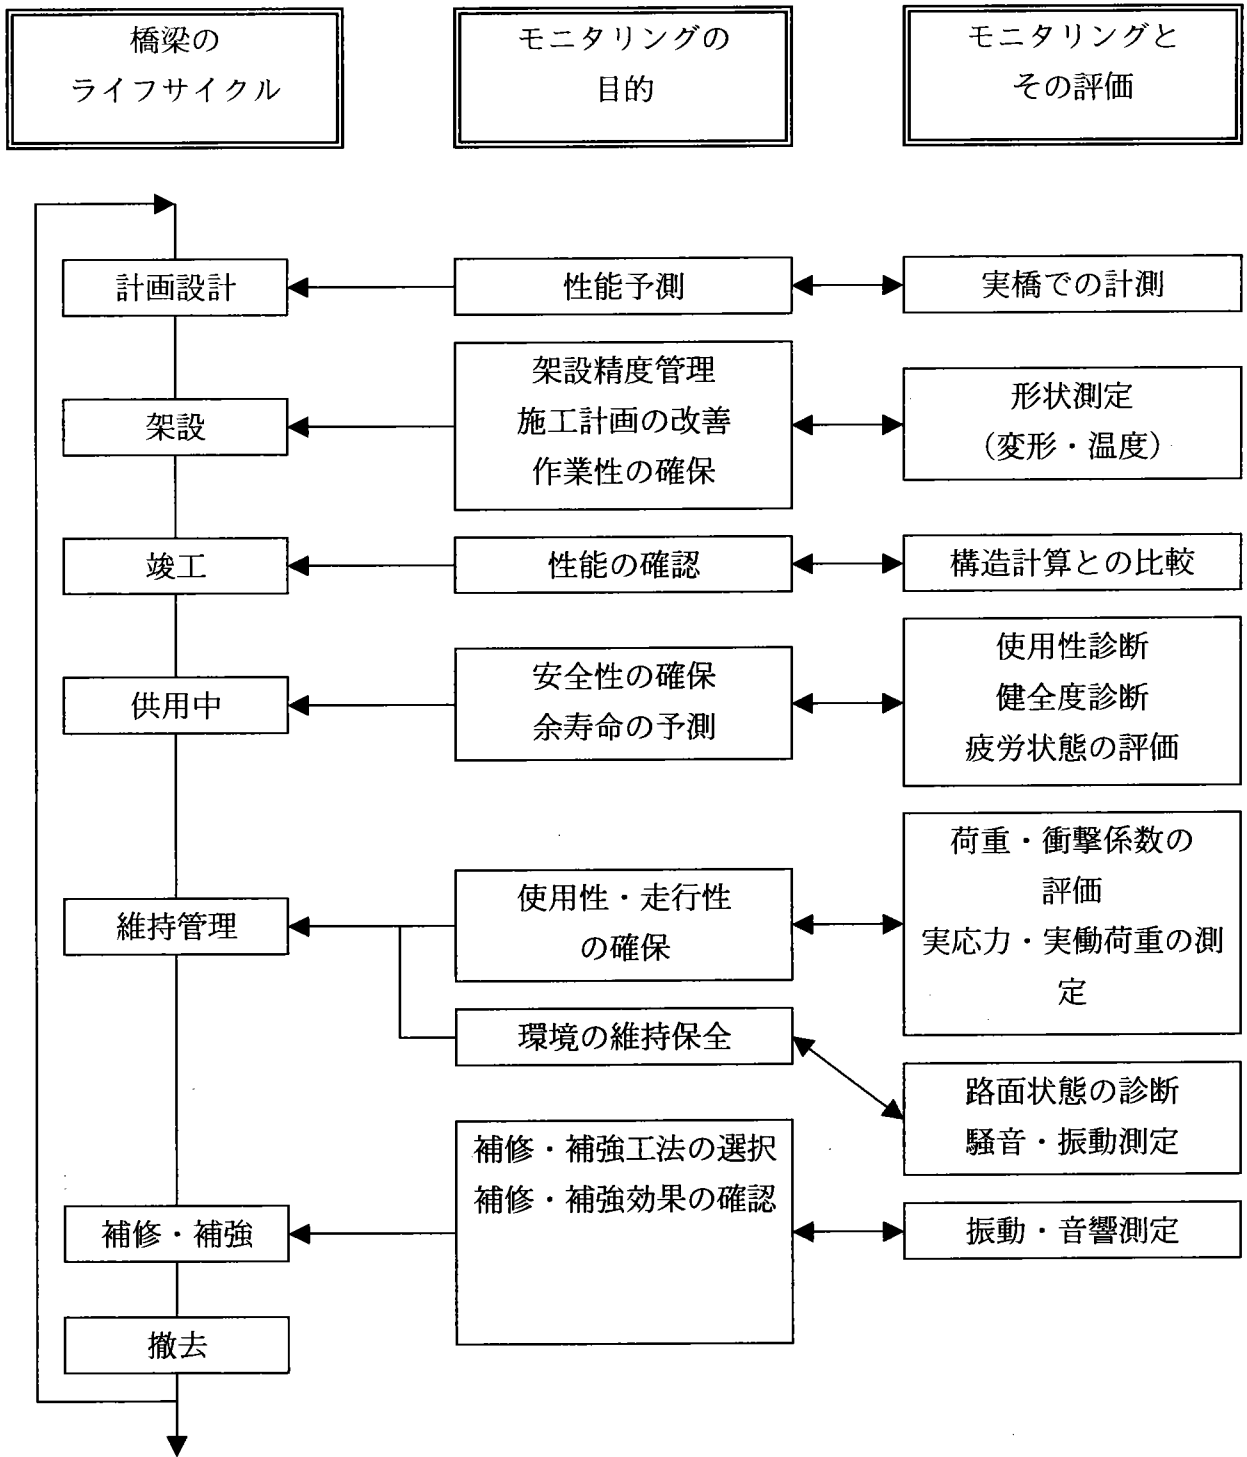 橋梁の
ライフサイクル
モニタリングの
目的
モニタリングと
その評価
計画設計
性能予測
実橋での計測
架設
架設精度管理
施工計画の改善
作業性の確保
形状測定
（変形・温度）
竣工
性能の確認
構造計算との比較
供用中
安全性の確保
余寿命の予測
使用性診断
健全度診断
疲労状態の評価
維持管理
使用性・走行性
の確保
荷重・衝撃係数の
評価
実応力・実働荷重の測
定
環境の維持保全
路面状態の診断
騒音・振動測定
補修・補強
補修・補強工法の選択
補修・補強効果の確認
振動・音響測定
撤去